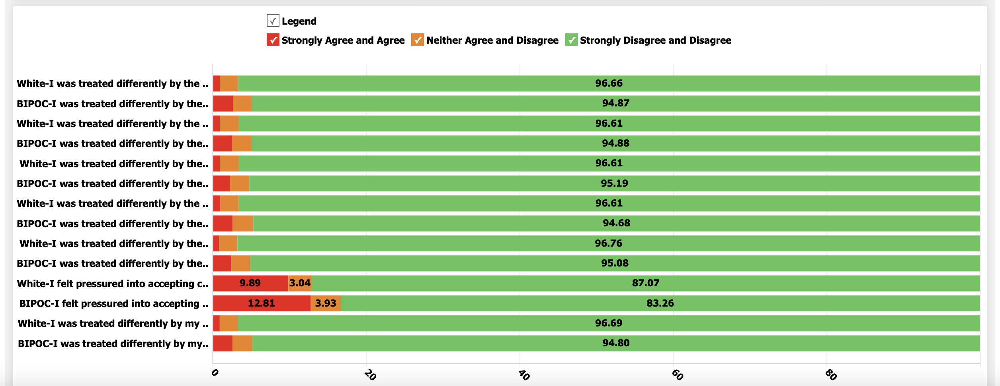 Legend
Strongly Agree and Agree Neither Agree and Disagree Strongly Disagree and Disagree
White-I was treated differently by the .. 96.66
BIPOC-I was treated differently by the.. 94.87
White-I was treated differently by the .. 96.61
BIPOC-I was treated differently by the.. 94.88
White-I was treated differently by the.. 96.61
BIPOC-I was treated differently by the.. 95.19
White-I was treated differently by the .. 96.61
BIPOC-I was treated differently by the.. 94.68
White-I was treated differently by the.. 96.76
BIPOC-I was treated differently by the.. 95.08
White-I felt pressured into accepting c.. 9.89 3.04 87.07
BIPOC-I felt pressured into accepting .. 12.81 3.93 83.26
White-I was treated differently by my .. 96.69
BIPOC-I was treated differently by my.. 94.80
0 20 40 60 80